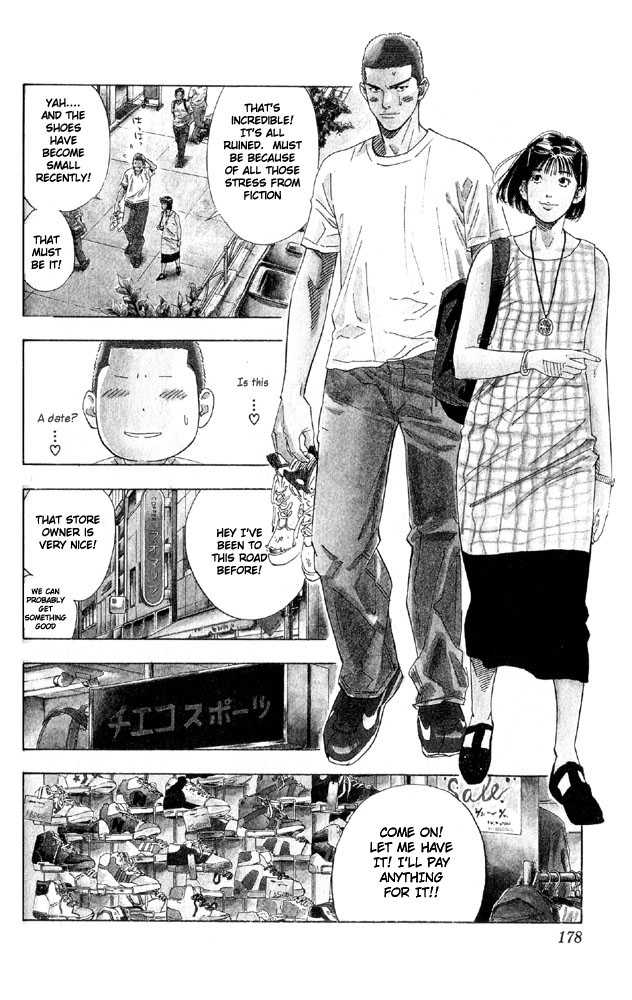 THAT'S
INCREDIBLE!
IT'S ALL
RUINED. MUST
BE BECAUSE
OF ALL THOSE
STRESS FROM
FICTION
YAH....
AND THE
SHOES
HAVE
BECOME
SMALL
RECENTLY!
THAT
MUST
BE IT!
Is this
...♡
A date?
...♡
HEY I'VE
BEEN TO
THIS ROAD
BEFORE!
THAT STORE
OWNER IS
VERY NICE!
WE CAN
PROBABLY
GET
SOMETHING
GOOD
チエコスポーツ
Sale
COME ON!
LET ME HAVE
IT! I'LL PAY
ANYTHING
FOR IT!!
178